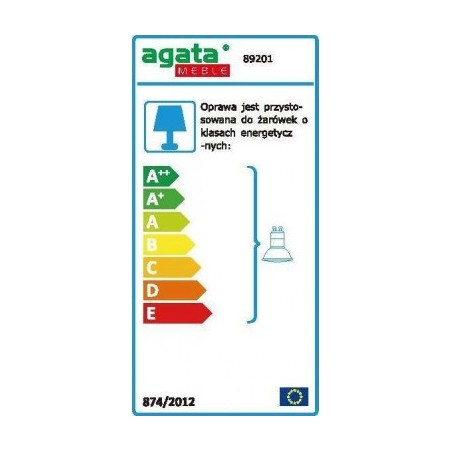 agata
MEBLE
89201
Oprawa jest przysto-
sowana do żarówek o
klasach energetycz
-nych:
A++
A+
A
B
C
D
E
874/2012